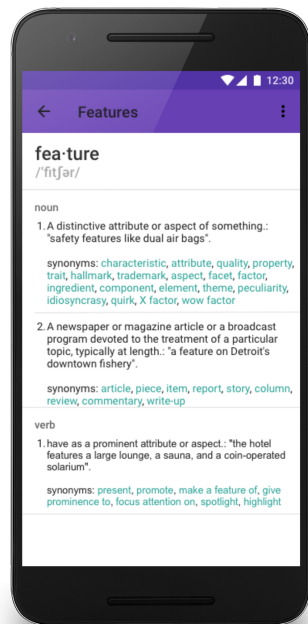 12:30
Features
fea·ture
/ˈfitʃər/
noun
1. A distinctive attribute or aspect of something.:
"safety features like dual air bags".
synonyms: characteristic, attribute, quality, property,
trait, hallmark, trademark, aspect, facet, factor,
ingredient, component, element, theme, peculiarity,
idiosyncrasy, quirk, X factor, wow factor
2. A newspaper or magazine article or a broadcast
program devoted to the treatment of a particular
topic, typically at length.: "a feature on Detroit's
downtown fishery".
synonyms: article, piece, item, report, story, column,
review, commentary, write-up
verb
1. have as a prominent attribute or aspect.: "the hotel
features a large lounge, a sauna, and a coin-operated
solarium".
synonyms: present, promote, make a feature of, give
prominence to, focus attention on, spotlight, highlight